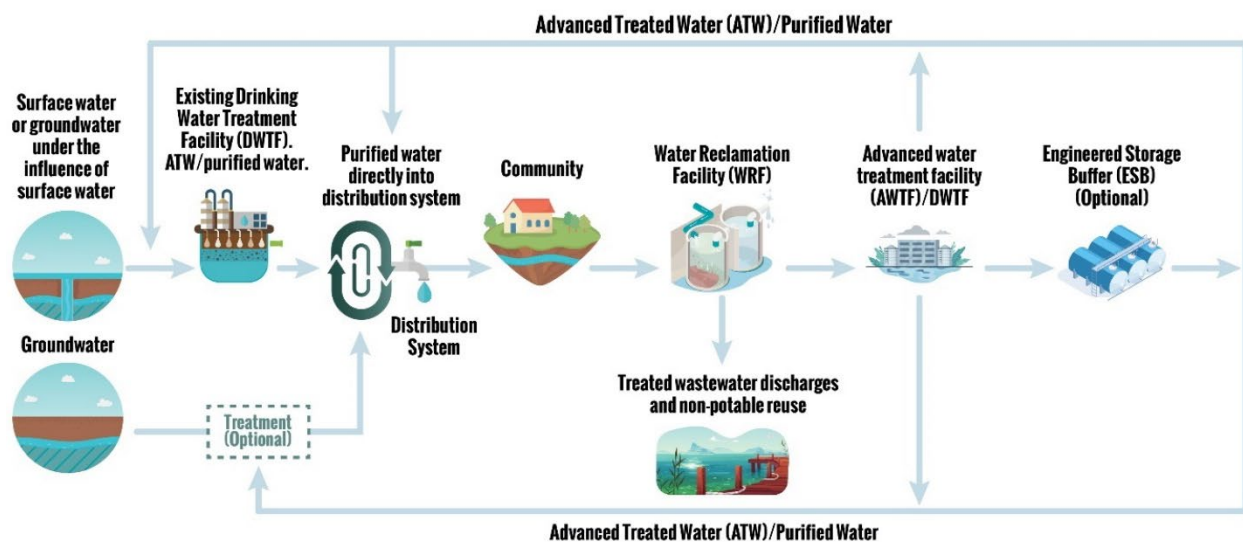 Advanced Treated Water (ATW)/Purified Water
Surface water
or groundwater
under the
influence of
surface water
Existing Drinking
Water Treatment
Facility (DWTF).
ATW/purified water.
Purified water
directly into
distribution system
Community
Water Reclamation
Facility (WRF)
Advanced water
treatment facility
(AWTF)/DWTF
Engineered Storage
Buffer (ESB)
(Optional)
Distribution
System
Groundwater
Treatment
(Optional)
Treated wastewater discharges
and non-potable reuse
Advanced Treated Water (ATW)/Purified Water